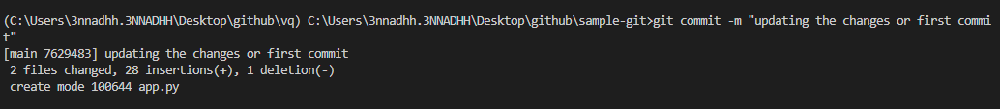 (C:\Users\3nnadhh.3NNADHH\Desktop\github\vq) C:\Users\3nnadhh.3NNADHH\Desktop\github\sample-git>git commit -m "updating the changes or first commi
t"
[main 7629483] updating the changes or first commit
 2 files changed, 28 insertions(+), 1 deletion(-)
 create mode 100644 app.py